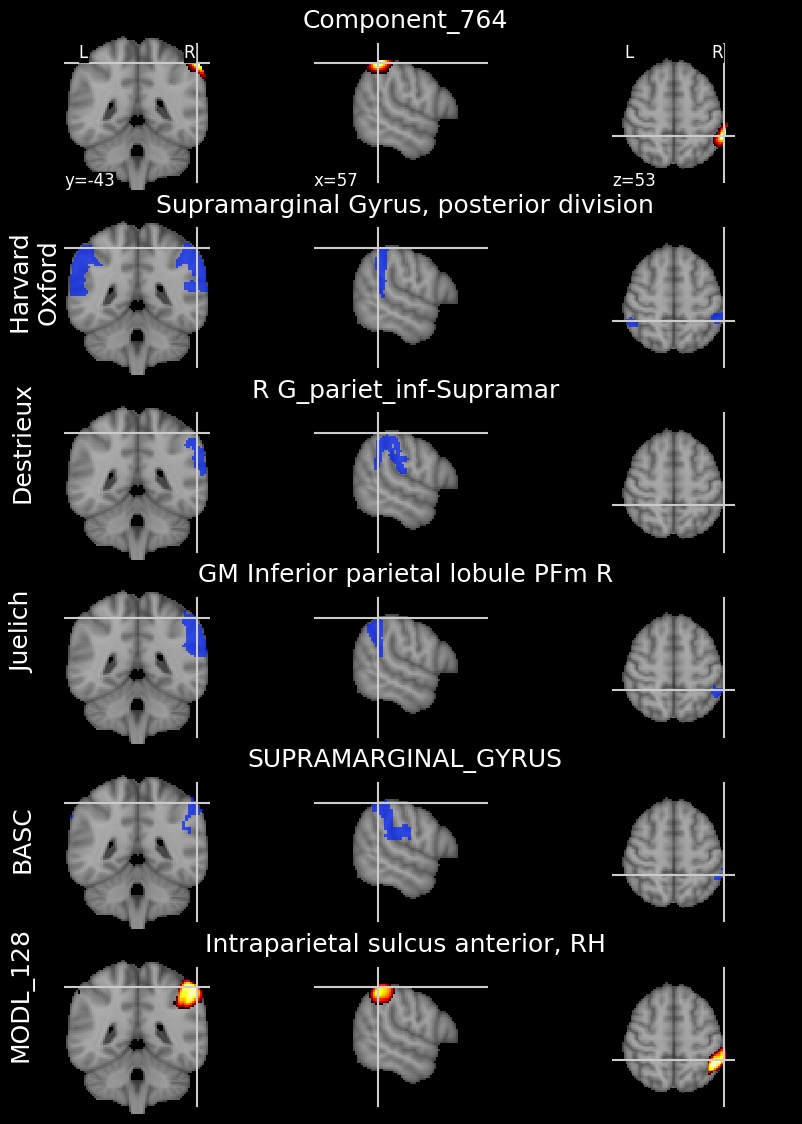 Component_764
L R
L R
y=-43
x=57
z=53
Supramarginal Gyrus, posterior division
Harvard
Oxford
R G_pariet_inf-Supramar
Destrieux
GM Inferior parietal lobule PFm R
Juelich
SUPRAMARGINAL_GYRUS
BASC
Intraparietal sulcus anterior, RH
MODL_128